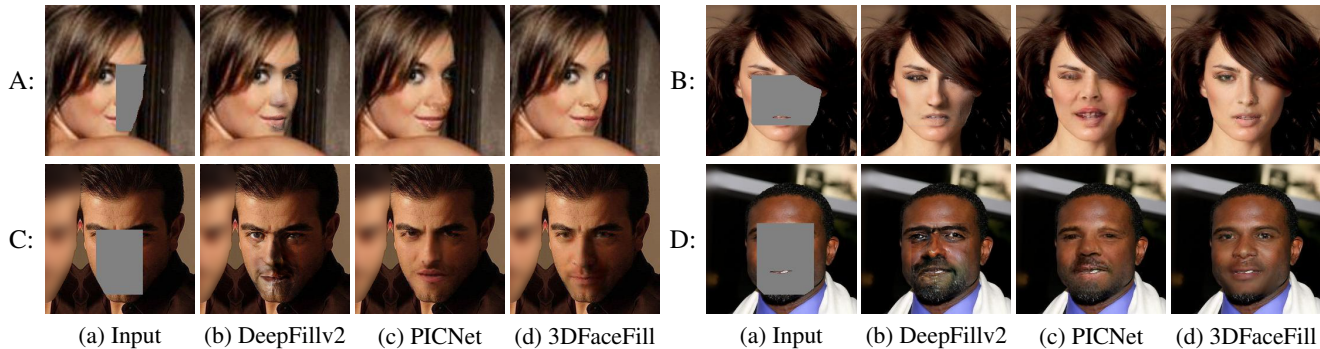 A: B:
C: D:
(a) Input (b) DeepFillv2 (c) PICNet (d) 3DFaceFill (a) Input (b) DeepFillv2 (c) PICNet (d) 3DFaceFill